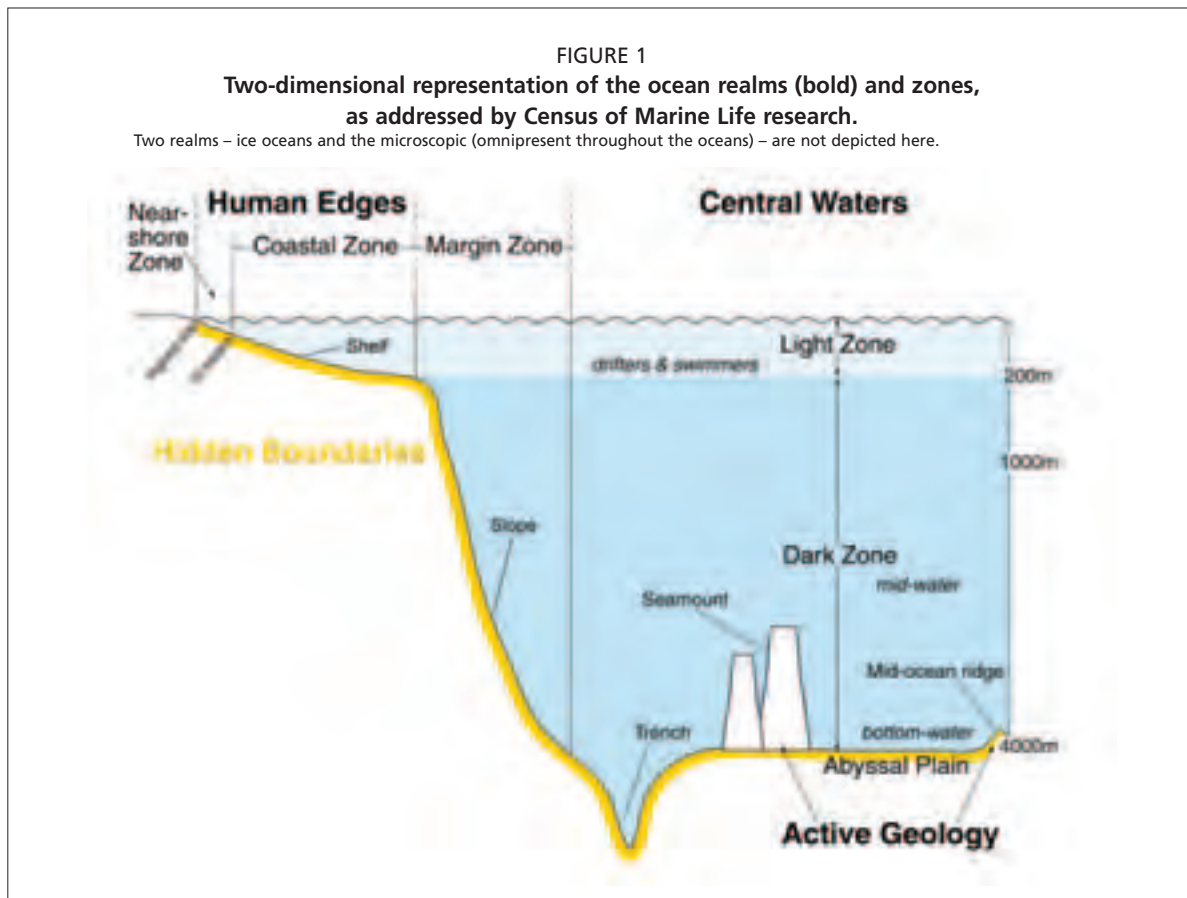 FIGURE 1
Two-dimensional representation of the ocean realms (bold) and zones,
as addressed by Census of Marine Life research.
Two realms – ice oceans and the microscopic (omnipresent throughout the oceans) – are not depicted here.
Human Edges
Central Waters
Near-
shore
Zone
Coastal Zone
Margin Zone
Light Zone
Shelf
drifters & swimmers
200m
Hidden Boundaries
1000m
Slope
Dark Zone
mid-water
Seamount
Mid-ocean ridge
Trench
bottom-water
4000m
Abyssal Plain
Active Geology